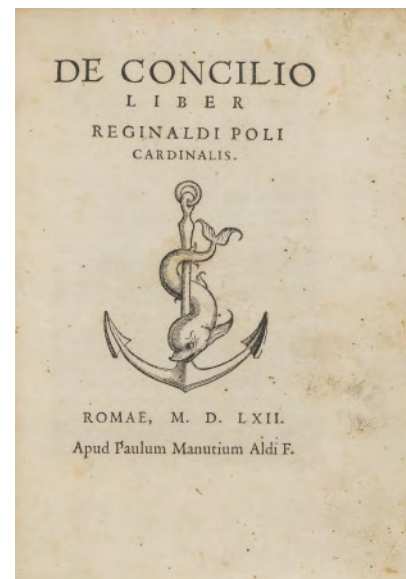 DE CONCILIO
LIBER
REGINALDI POLI
CARDINALIS.
ROMAE, M. D. LXII.
Apud Paulum Manutium Aldi F.